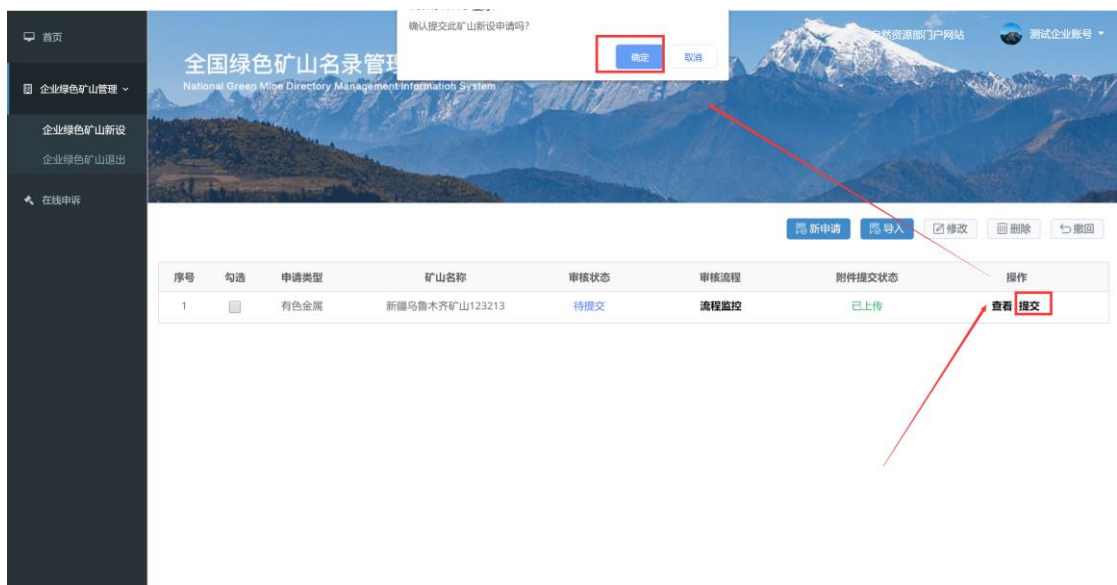 确认提交此矿山新设申请吗?
确定
取消
首页
企业绿色矿山管理
企业绿色矿山新设
企业绿色矿山退出
在线申诉
全国绿色矿山名录管理
National Green Mine Directory Management Information System
然资源部门户网站
测试企业账号
新申请
导入
修改
删除
撤回
序号 勾选 申请类型 矿山名称 审核状态 审核流程 附件提交状态 操作
1 有色金属 新疆乌鲁木齐矿山123213 待提交 流程监控 已上传 查看 提交